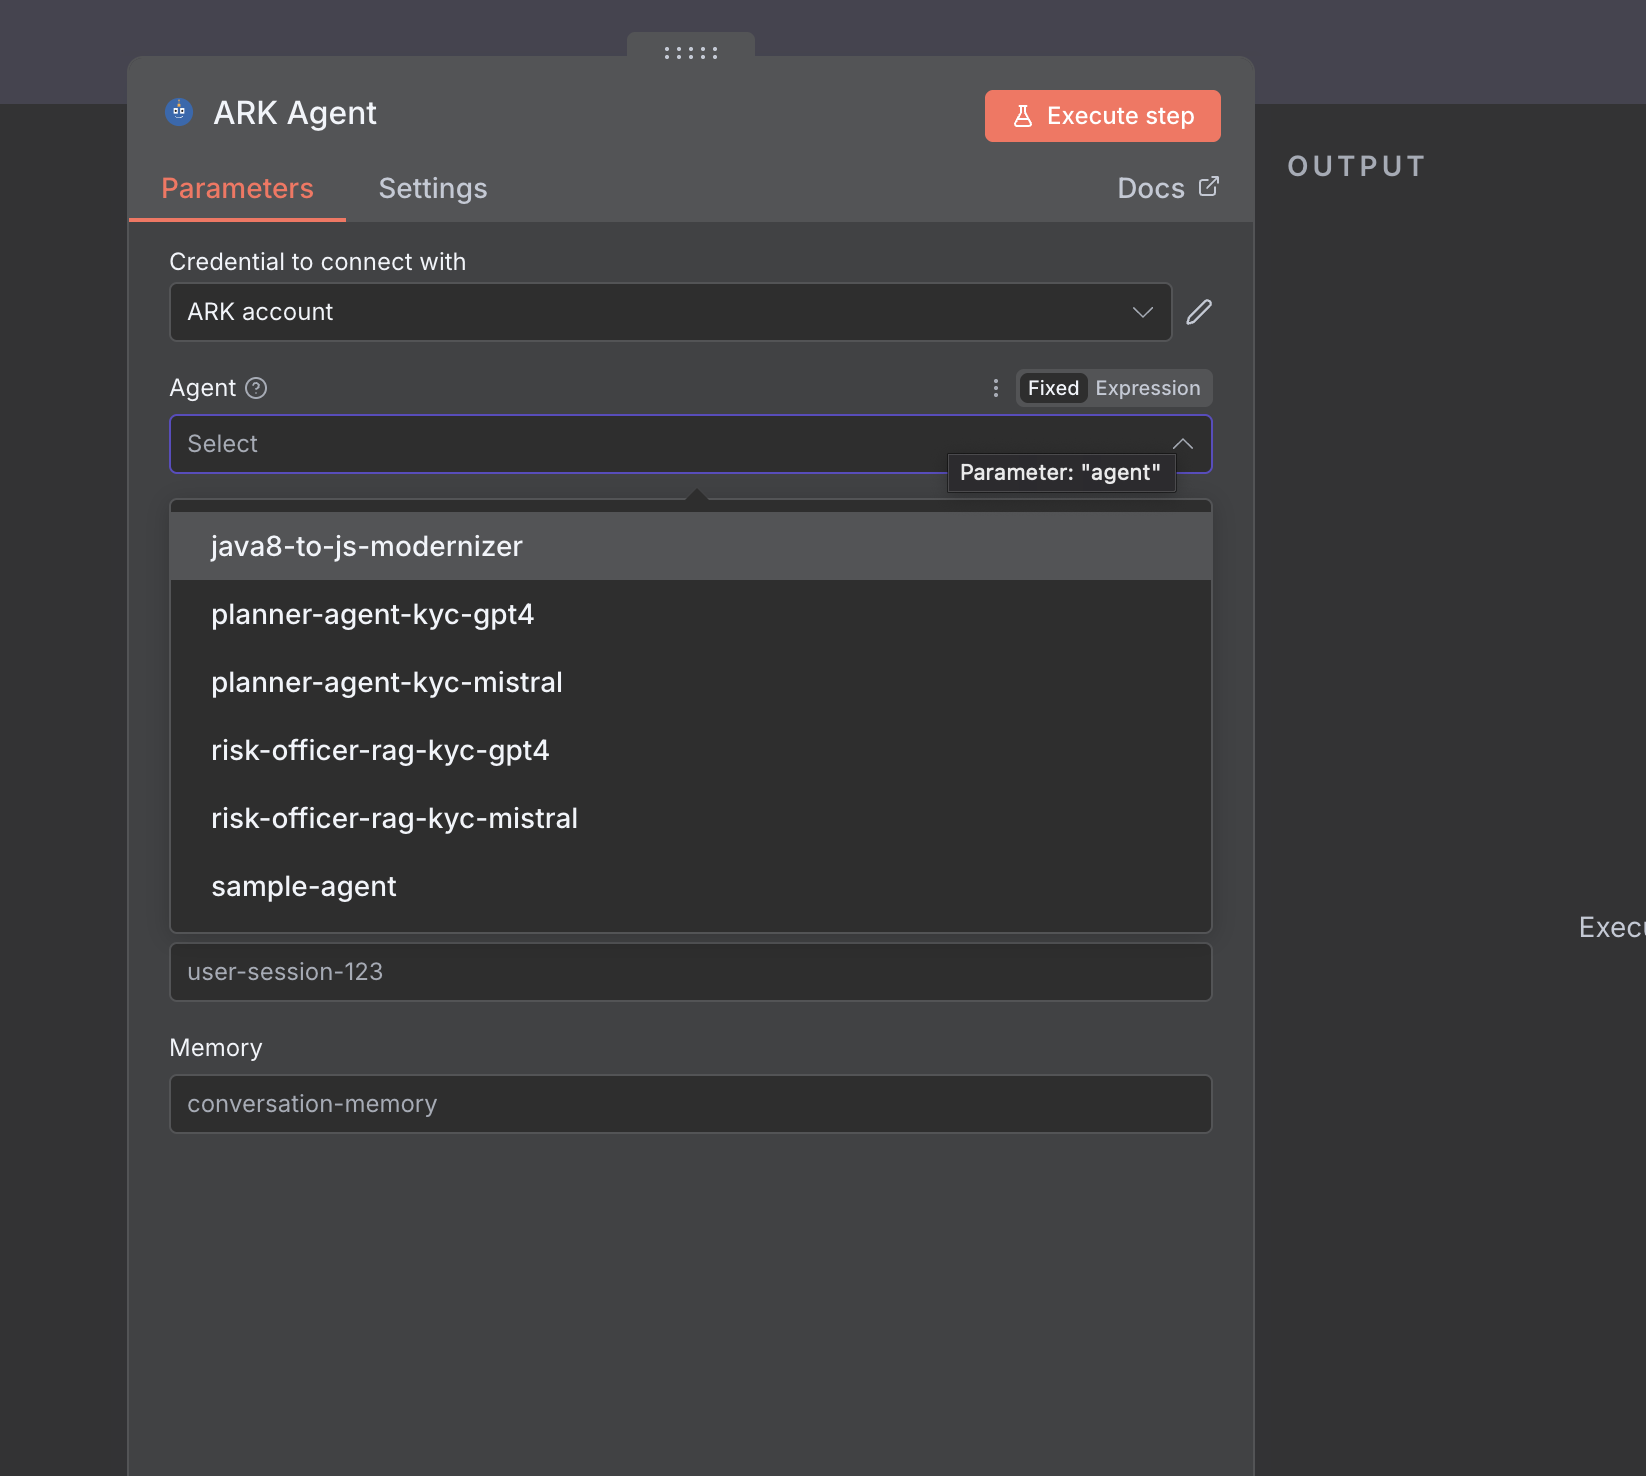 ARK Agent
Execute step
Parameters
Settings
Docs
OUTPUT
Credential to connect with
ARK account
Agent
Fixed
Expression
Select
Parameter: "agent"
java8-to-js-modernizer
planner-agent-kyc-gpt4
planner-agent-kyc-mistral
risk-officer-rag-kyc-gpt4
risk-officer-rag-kyc-mistral
sample-agent
Execu
user-session-123
Memory
conversation-memory